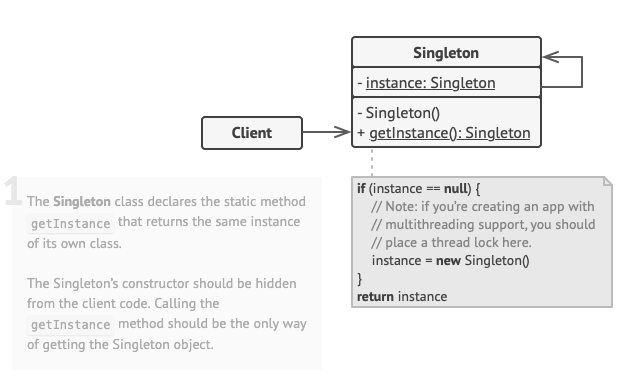 Singleton
- instance: Singleton
- Singleton()
+ getInstance(): Singleton
Client
1
The Singleton class declares the static method
getInstance that returns the same instance
of its own class.
The Singleton's constructor should be hidden
from the client code. Calling the
getInstance method should be the only way
of getting the Singleton object.
if (instance == null) {
// Note: if you're creating an app with
// multithreading support, you should
// place a thread lock here.
instance = new Singleton()
}
return instance